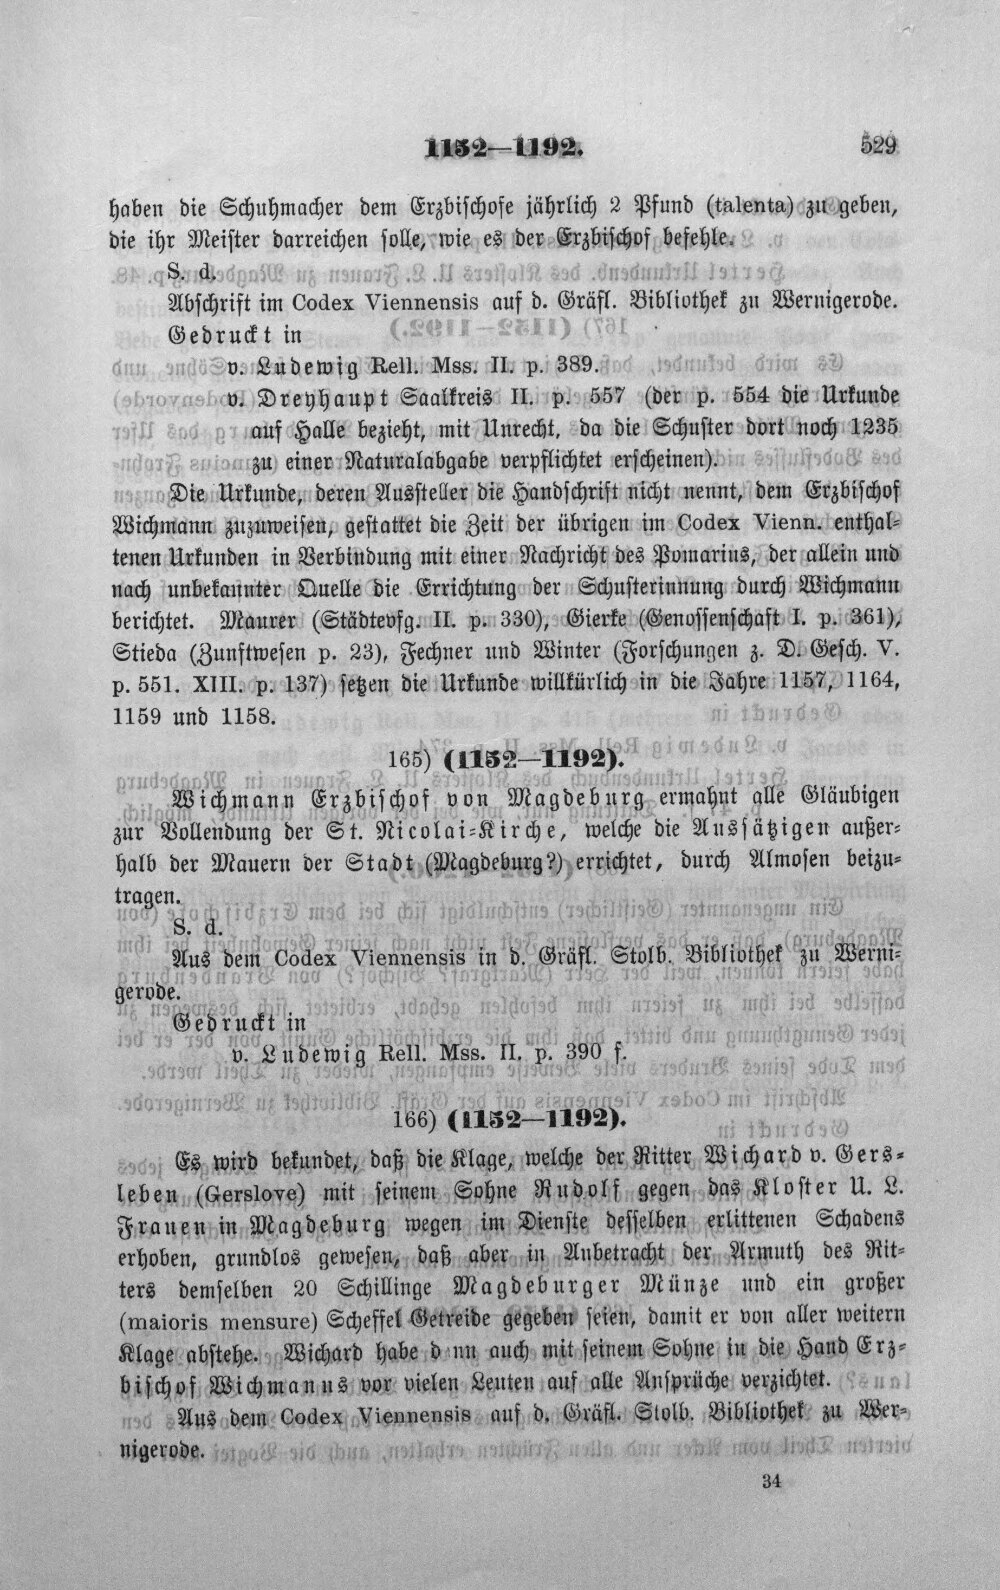 1152—1192. 529
haben die Schuhmacher dem Erzbischofe jährlich 2 Pfund (talenta) zu geben,
die ihr Meister darreichen solle, wie es der Erzbischof befehle.
S. d.
Abschrift im Codex Viennensis auf d. Gräfl. Bibliothek zu Wernigerode.
Gedruckt in
v. Ludewig Rell. Mss. II. p. 389.
v. Dreyhaupt Saalkreis II. p. 557 (der p. 554 die Urkunde
auf Halle bezieht, mit Unrecht, da die Schuster dort noch 1235
zu einer Naturalabgabe verpflichtet erscheinen).
Die Urkunde, deren Aussteller die Handschrift nicht nennt, dem Erzbischof
Wichmann zuzuweisen, gestattet die Zeit der übrigen im Codex Vienn. enthal-
tenen Urkunden in Verbindung mit einer Nachricht des Pomarius, der allein und
nach unbekannter Quelle die Errichtung der Schusterinnung durch Wichmann
berichtet. Maurer (Städtevfg. II. p. 330), Gierke (Genossenschaft I. p. 361),
Stieda (Zunftwesen p. 23), Fechner und Winter (Forschungen z. D. Gesch. V.
p. 551. XIII. p. 137) setzen die Urkunde willkürlich in die Jahre 1157, 1164,
1159 und 1158.
165) (1152—1192).
Wichmann Erzbischof von Magdeburg ermahnt alle Gläubigen
zur Vollendung der St. Nicolai-Kirche, welche die Aussätzigen außer-
halb der Mauern der Stadt (Magdeburg?) errichtet, durch Almosen beizu-
tragen.
S. d.
Aus dem Codex Viennensis in d. Gräfl. Stolb. Bibliothek zu Werni-
gerode.
Gedruckt in
v. Ludewig Rell. Mss. II. p. 390 f.
166) (1152—1192).
Es wird bekundet, daß die Klage, welche der Ritter Wichard v. Gers-
leben (Gerslove) mit seinem Sohne Rudolf gegen das Kloster U. L.
Frauen in Magdeburg wegen im Dienste desselben erlittenen Schadens
erhoben, grundlos gewesen, daß aber in Anbetracht der Armuth des Rit-
ters demselben 20 Schillinge Magdeburger Münze und ein großer
(maioris mensure) Scheffel Getreide gegeben seien, damit er von aller weitern
Klage abstehe. Wichard habe d nn auch mit seinem Sohne in die Hand Erz-
bischof Wichmanns vor vielen Leuten auf alle Ansprüche verzichtet.
Aus dem Codex Viennensis auf d. Gräfl. Stolb. Bibliothek zu Wer-
nigerode.
34